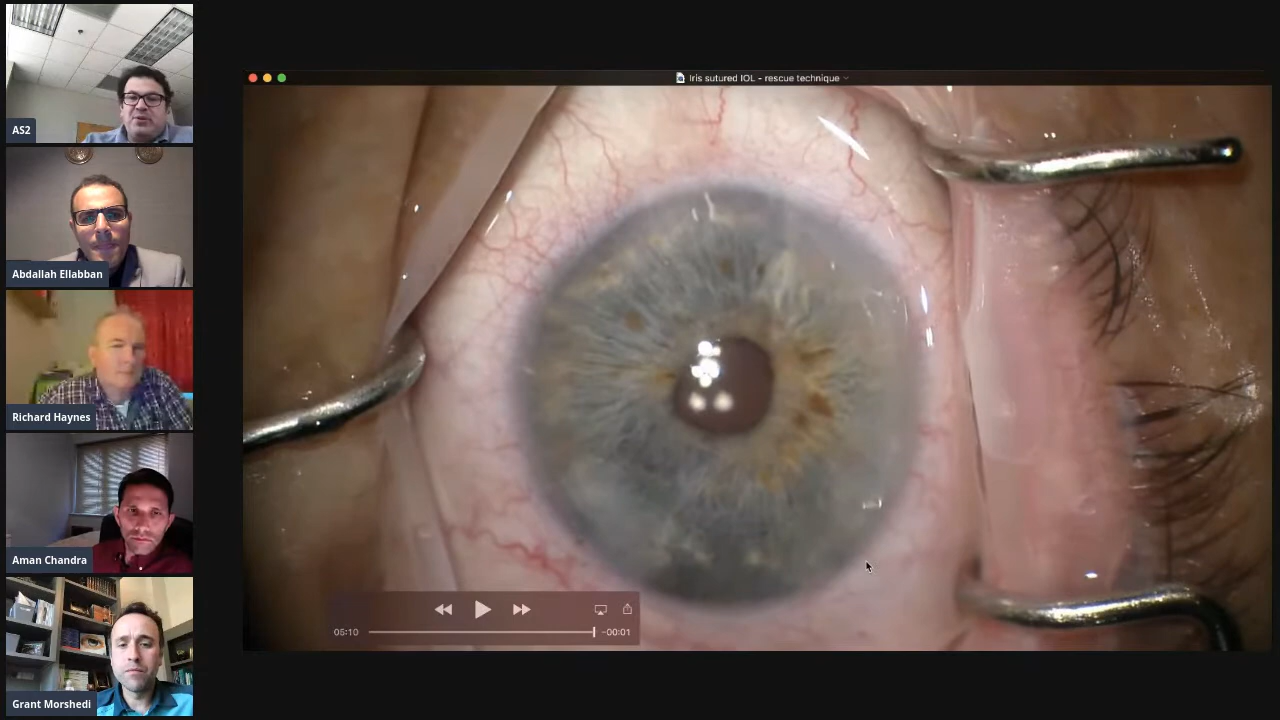 AS2
Abdallah Ellabban
Richard Haynes
Aman Chandra
Grant Morshedi
Iris sutured IOL - rescue technique
05:10
-00:01